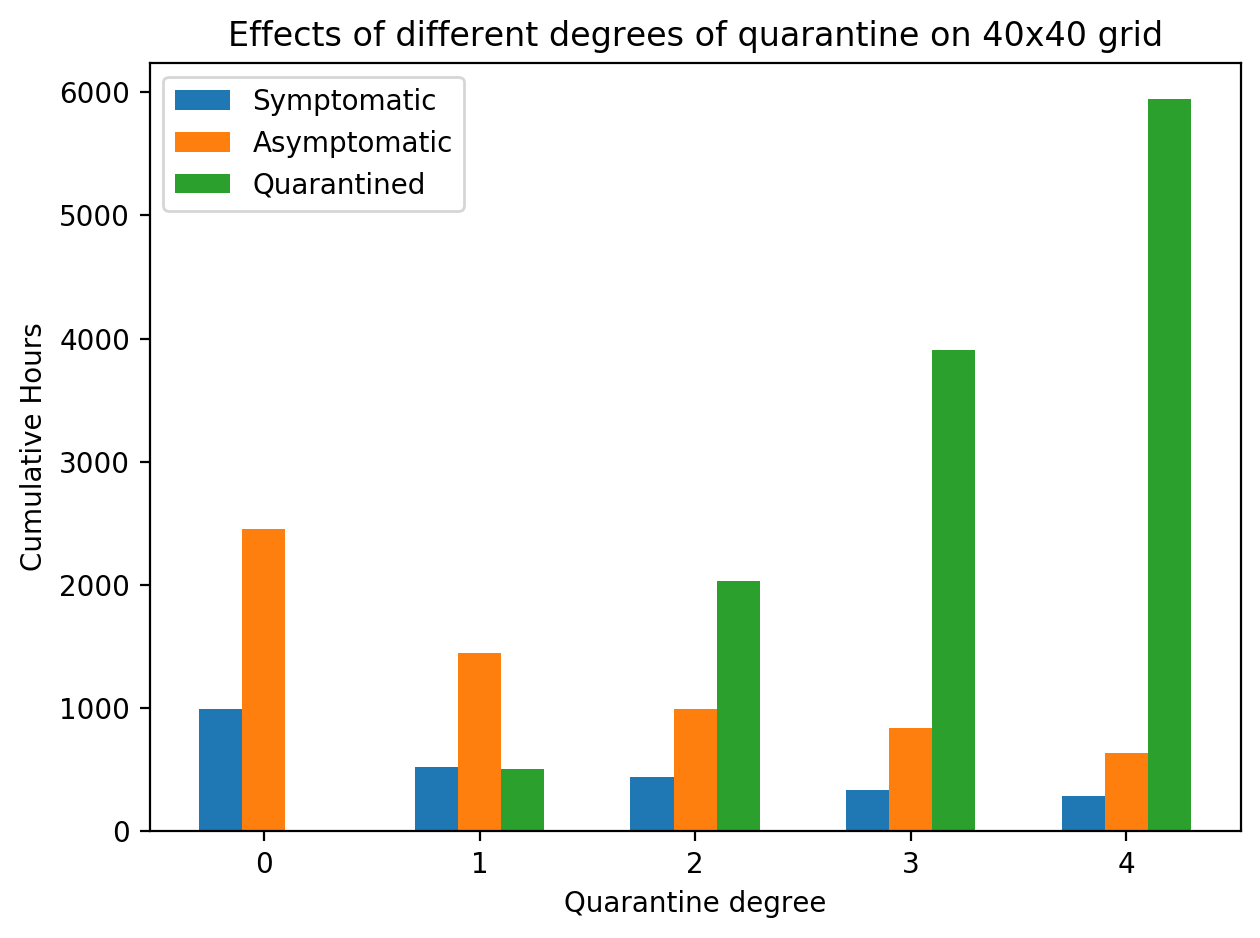 Effects of different degrees of quarantine on 40x40 grid
Symptomatic
Asymptomatic
Quarantined
6000
5000
4000
3000
2000
1000
0
Cumulative Hours
0 1 2 3 4
Quarantine degree